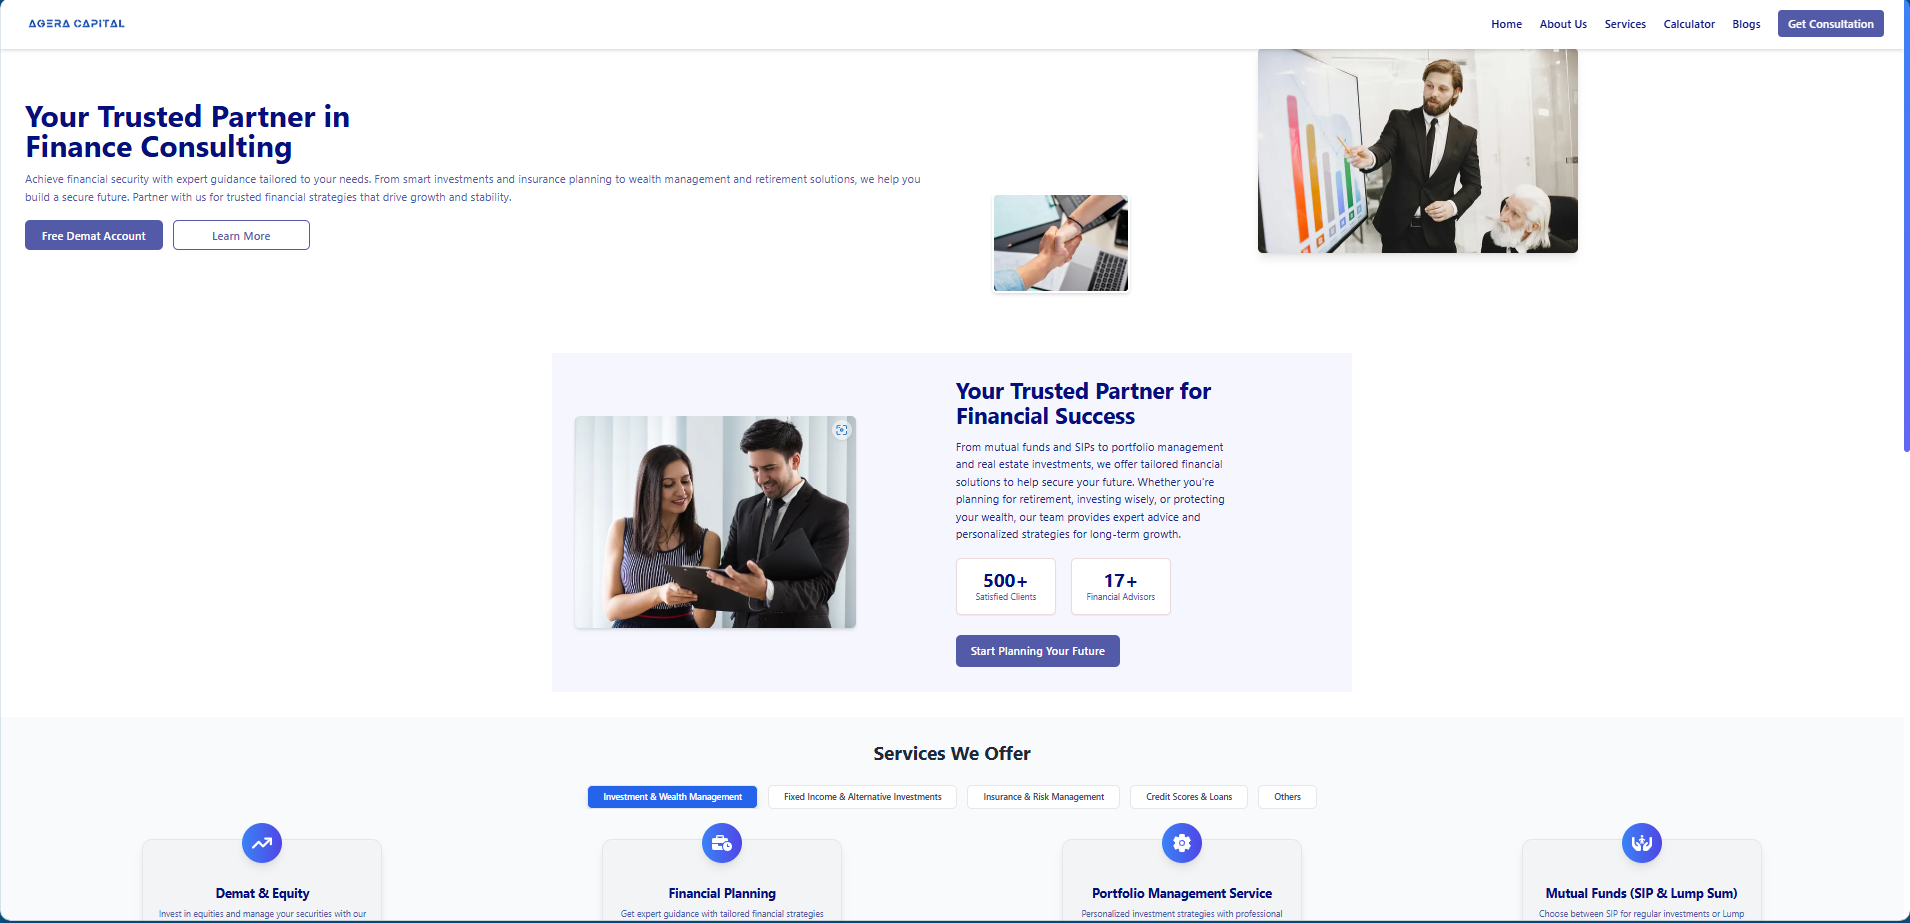 AGERA CAPITAL
Home
About Us
Services
Calculator
Blogs
Get Consultation
Your Trusted Partner in
Finance Consulting
Achieve financial security with expert guidance tailored to your needs. From smart investments and insurance planning to wealth management and retirement solutions, we help you
build a secure future. Partner with us for trusted financial strategies that drive growth and stability.
Free Demat Account
Learn More
Your Trusted Partner for
Financial Success
From mutual funds and SIPs to portfolio management
and real estate investments, we offer tailored financial
solutions to help secure your future. Whether you're
planning for retirement, investing wisely, or protecting
your wealth, our team provides expert advice and
personalized strategies for long-term growth.
500+
Satisfied Clients
17+
Financial Advisors
Start Planning Your Future
Services We Offer
Investment & Wealth Management
Fixed Income & Alternative Investments
Insurance & Risk Management
Credit Scores & Loans
Others
Demat & Equity
Invest in equities and manage your securities with our
Financial Planning
Get expert guidance with tailored financial strategies
Portfolio Management Service
Personalized investment strategies with professional
Mutual Funds (SIP & Lump Sum)
Choose between SIP for regular investments or Lump